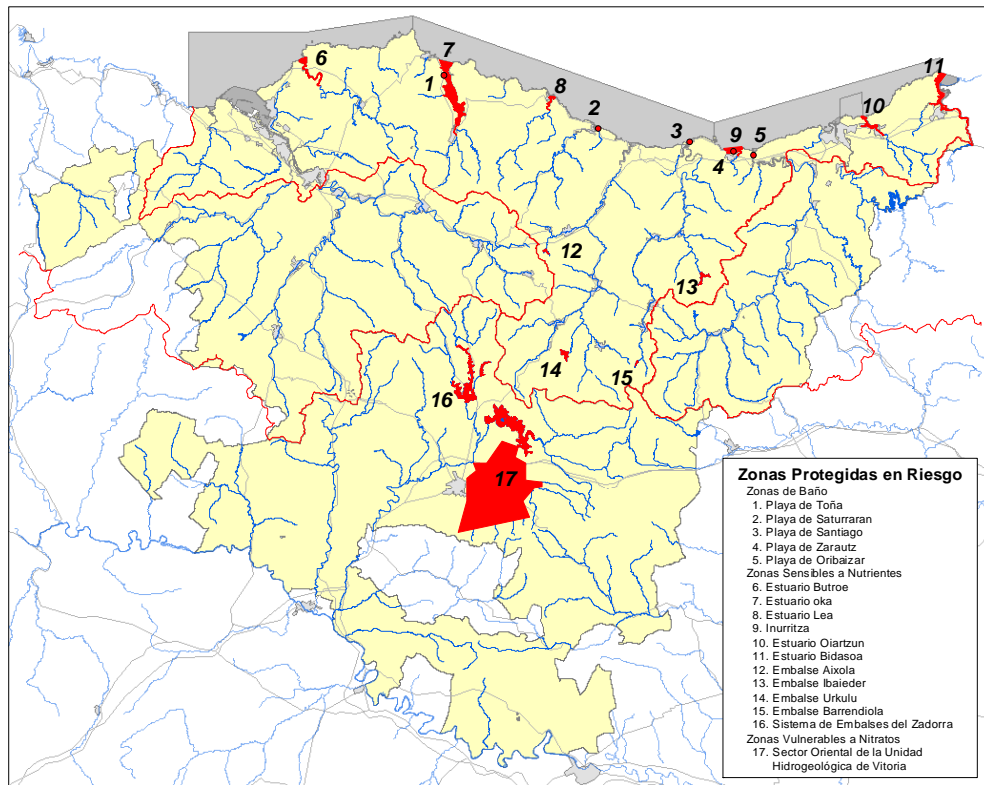 6
7
1
8
2
3
9
5
4
10
11
12
13
14
15
16
17
Zonas Protegidas en Riesgo
Zonas de Baño
1. Playa de Toña
2. Playa de Saturraran
3. Playa de Santiago
4. Playa de Zarautz
5. Playa de Oribaizar
Zonas Sensibles a Nutrientes
6. Estuario Butroe
7. Estuario oka
8. Estuario Lea
9. Inurritza
10. Estuario Oiartzun
11. Estuario Bidasoa
12. Embalse Aixola
13. Embalse Ibaieder
14. Embalse Urkulu
15. Embalse Barrendiola
16. Sistema de Embalses del Zadorra
Zonas Vulnerables a Nitratos
17. Sector Oriental de la Unidad
Hidrogeológica de Vitoria